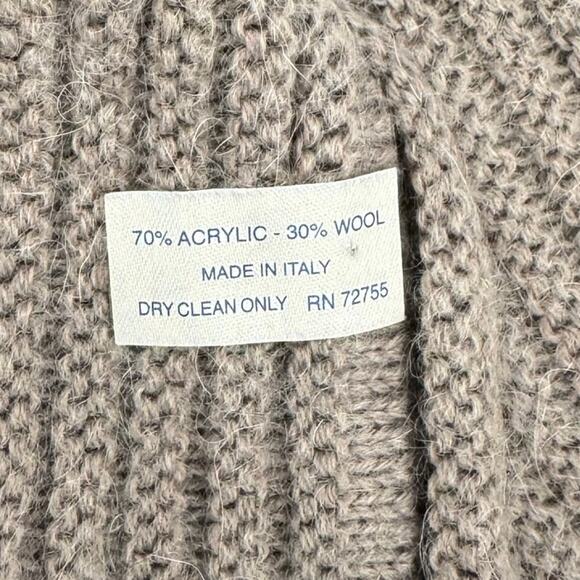 70% ACRYLIC - 30% WOOL
MADE IN ITALY
DRY CLEAN ONLY RN 72755